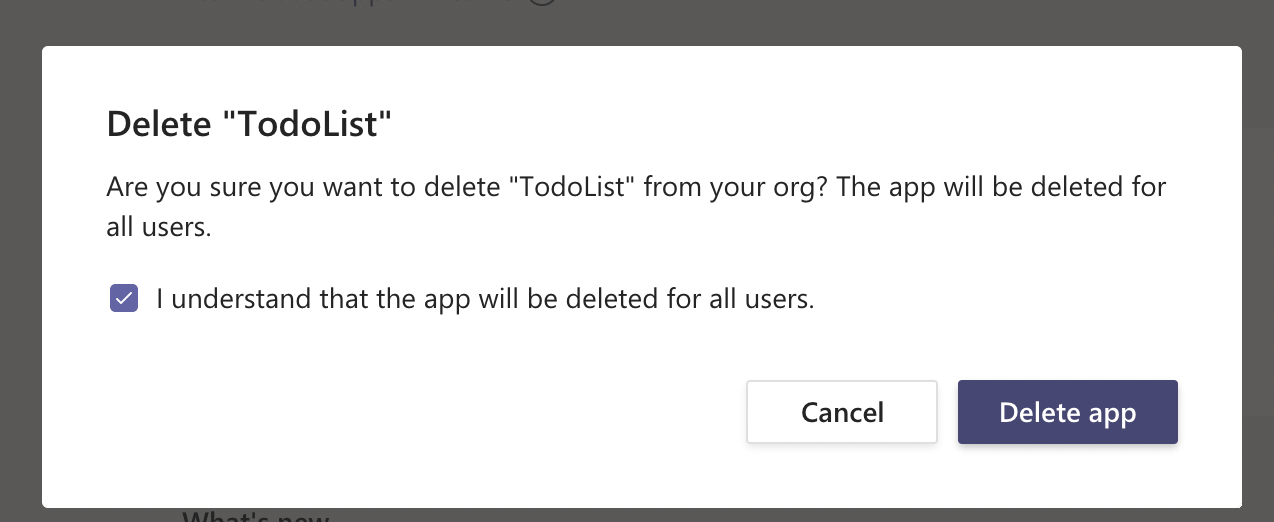 Delete "TodoList"
Are you sure you want to delete "TodoList" from your org? The app will be deleted for
all users.
I understand that the app will be deleted for all users.
Cancel
Delete app
What's new